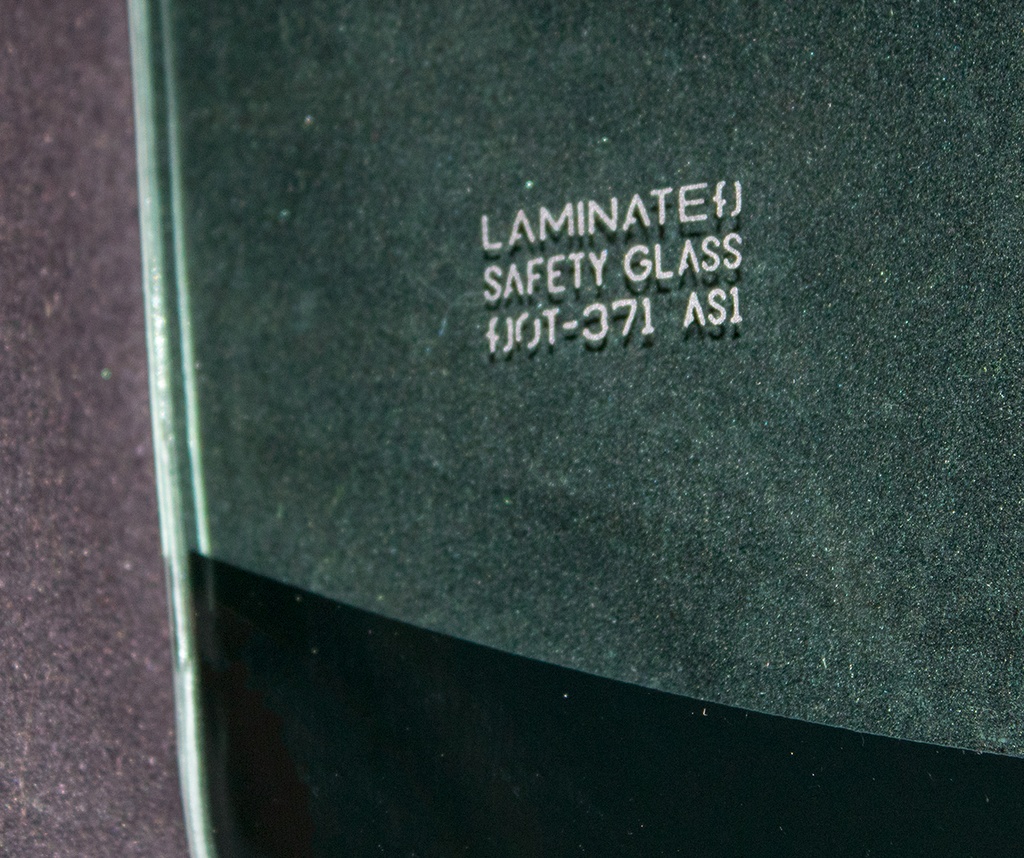 LAMINATED
SAFETY GLASS
DOT-371 AS1